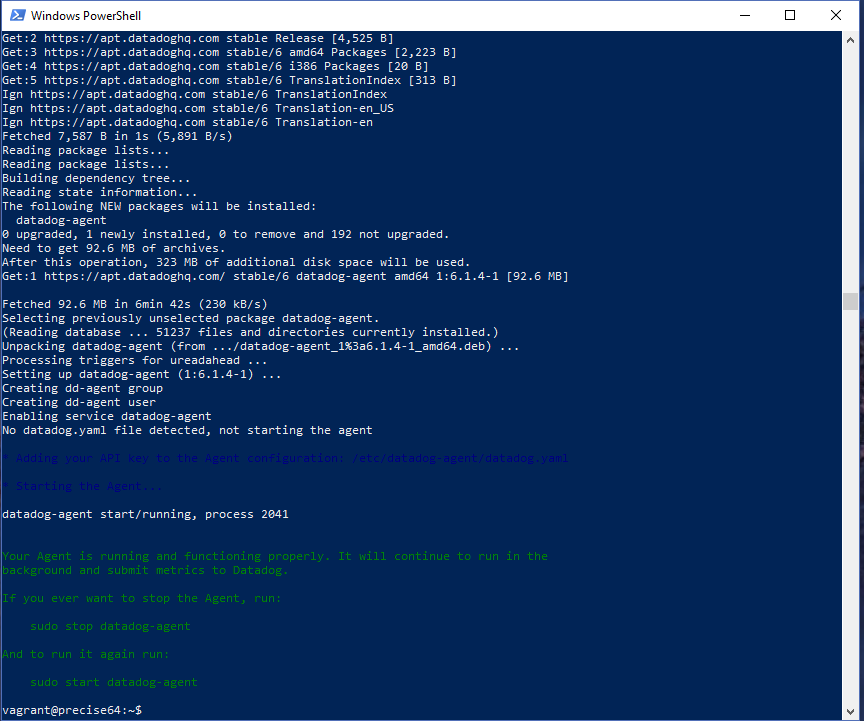 Windows PowerShell
Get:2 https://apt.datadoghq.com stable Release [4,525 B]
Get:3 https://apt.datadoghq.com stable/6 amd64 Packages [2,223 B]
Get:4 https://apt.datadoghq.com stable/6 i386 Packages [20 B]
Get:5 https://apt.datadoghq.com stable/6 TranslationIndex [313 B]
Ign https://apt.datadoghq.com stable/6 TranslationIndex
Ign https://apt.datadoghq.com stable/6 Translation-en_US
Ign https://apt.datadoghq.com stable/6 Translation-en
Fetched 7,587 B in 1s (5,891 B/s)
Reading package lists...
Reading package lists...
Building dependency tree...
Reading state information...
The following NEW packages will be installed:
  datadog-agent
0 upgraded, 1 newly installed, 0 to remove and 192 not upgraded.
Need to get 92.6 MB of archives.
After this operation, 323 MB of additional disk space will be used.
Get:1 https://apt.datadoghq.com/ stable/6 datadog-agent amd64 1:6.1.4-1 [92.6 MB]
Fetched 92.6 MB in 6min 42s (230 kB/s)
Selecting previously unselected package datadog-agent.
(Reading database ... 51237 files and directories currently installed.)
Unpacking datadog-agent (from .../datadog-agent_1%3a6.1.4-1_amd64.deb) ...
Processing triggers for ureadahead ...
Setting up datadog-agent (1:6.1.4-1) ...
Creating dd-agent group
Creating dd-agent user
Enabling service datadog-agent
No datadog.yaml file detected, not starting the agent
* Adding your API key to the Agent configuration: /etc/datadog-agent/datadog.yaml
* Starting the Agent...
datadog-agent start/running, process 2041
Your Agent is running and functioning properly. It will continue to run in the
background and submit metrics to Datadog.
If you ever want to stop the Agent, run:
    sudo stop datadog-agent
And to run it again run:
    sudo start datadog-agent
vagrant@precise64:~$